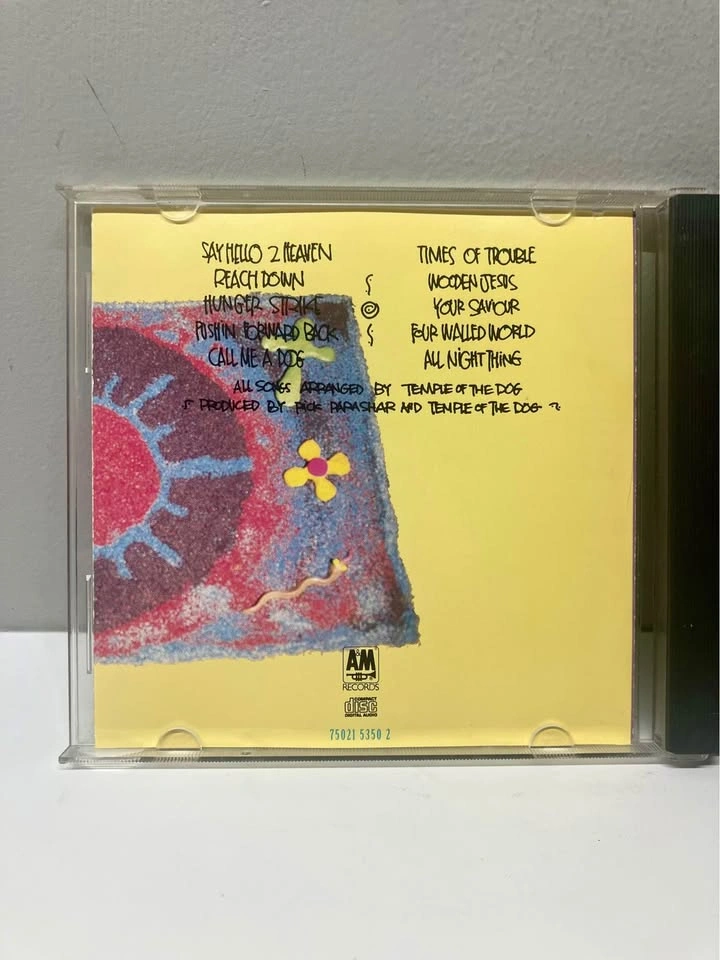 SAY HELLO 2 HEAVEN
REACH DOWN
HUNGER STRIKE
PUSHIN FORWARD BACK
CALL ME A DOG
TIMES OF TROUBLE
WOODEN JESUS
YOUR SAVIOUR
FOUR WALLED WORLD
ALL NIGHT THING
ALL SONGS ARRANGED BY TEMPLE OF THE DOG
PRODUCED BY RICK PARASHAR AND TEMPLE OF THE DOG
A&M
RECORDS
COMPACT
disc
DIGITAL AUDIO
75021 5350 2